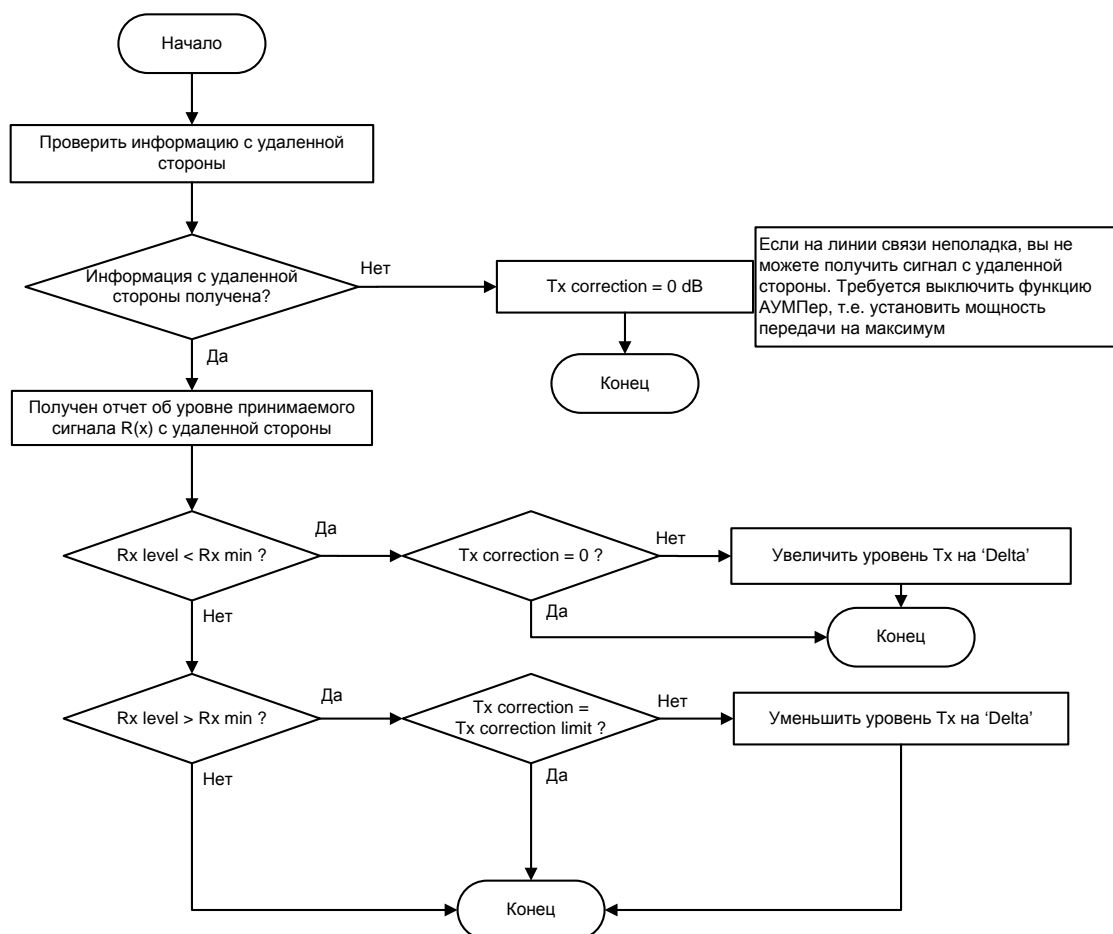 Начало
Проверить информацию с удаленной
стороны
Информация с удаленной
стороны получена?
Нет
Tx correction = 0 dB
Если на линии связи неполадка, вы не
можете получить сигнал с удаленной
стороны. Требуется выключить функцию
АУМПер, т.е. установить мощность
передачи на максимум
Конец
Да
Получен отчет об уровне принимаемого
сигнала R(x) с удаленной стороны
Rx level < Rx min ?
Да
Tx correction = 0 ?
Нет
Увеличить уровень Tx на ‘Delta’
Да
Конец
Нет
Rx level > Rx min ?
Да
Tx correction =
Tx correction limit ?
Нет
Уменьшить уровень Tx на ‘Delta’
Нет
Да
Конец